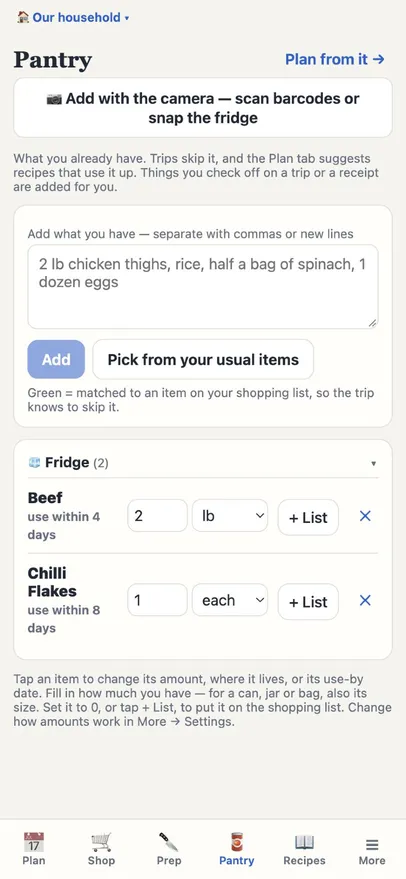 Our household ▾
Pantry
Plan from it →
Add with the camera — scan barcodes or
snap the fridge
What you already have. Trips skip it, and the Plan tab suggests
recipes that use it up. Things you check off on a trip or a receipt
are added for you.
Add what you have — separate with commas or new lines
2 lb chicken thighs, rice, half a bag of spinach, 1
dozen eggs
Add
Pick from your usual items
Green = matched to an item on your shopping list, so the trip
knows to skip it.
Fridge (2) ▾
Beef
use within 4
days
2
lb
+ List
×
Chilli
Flakes
use within 8
days
1
each
+ List
×
Tap an item to change its amount, where it lives, or its use-by
date. Fill in how much you have — for a can, jar or bag, also its
size. Set it to 0, or tap + List, to put it on the shopping list. Change
how amounts work in More → Settings.
17
Plan
Shop
Prep
Pantry
Recipes
More